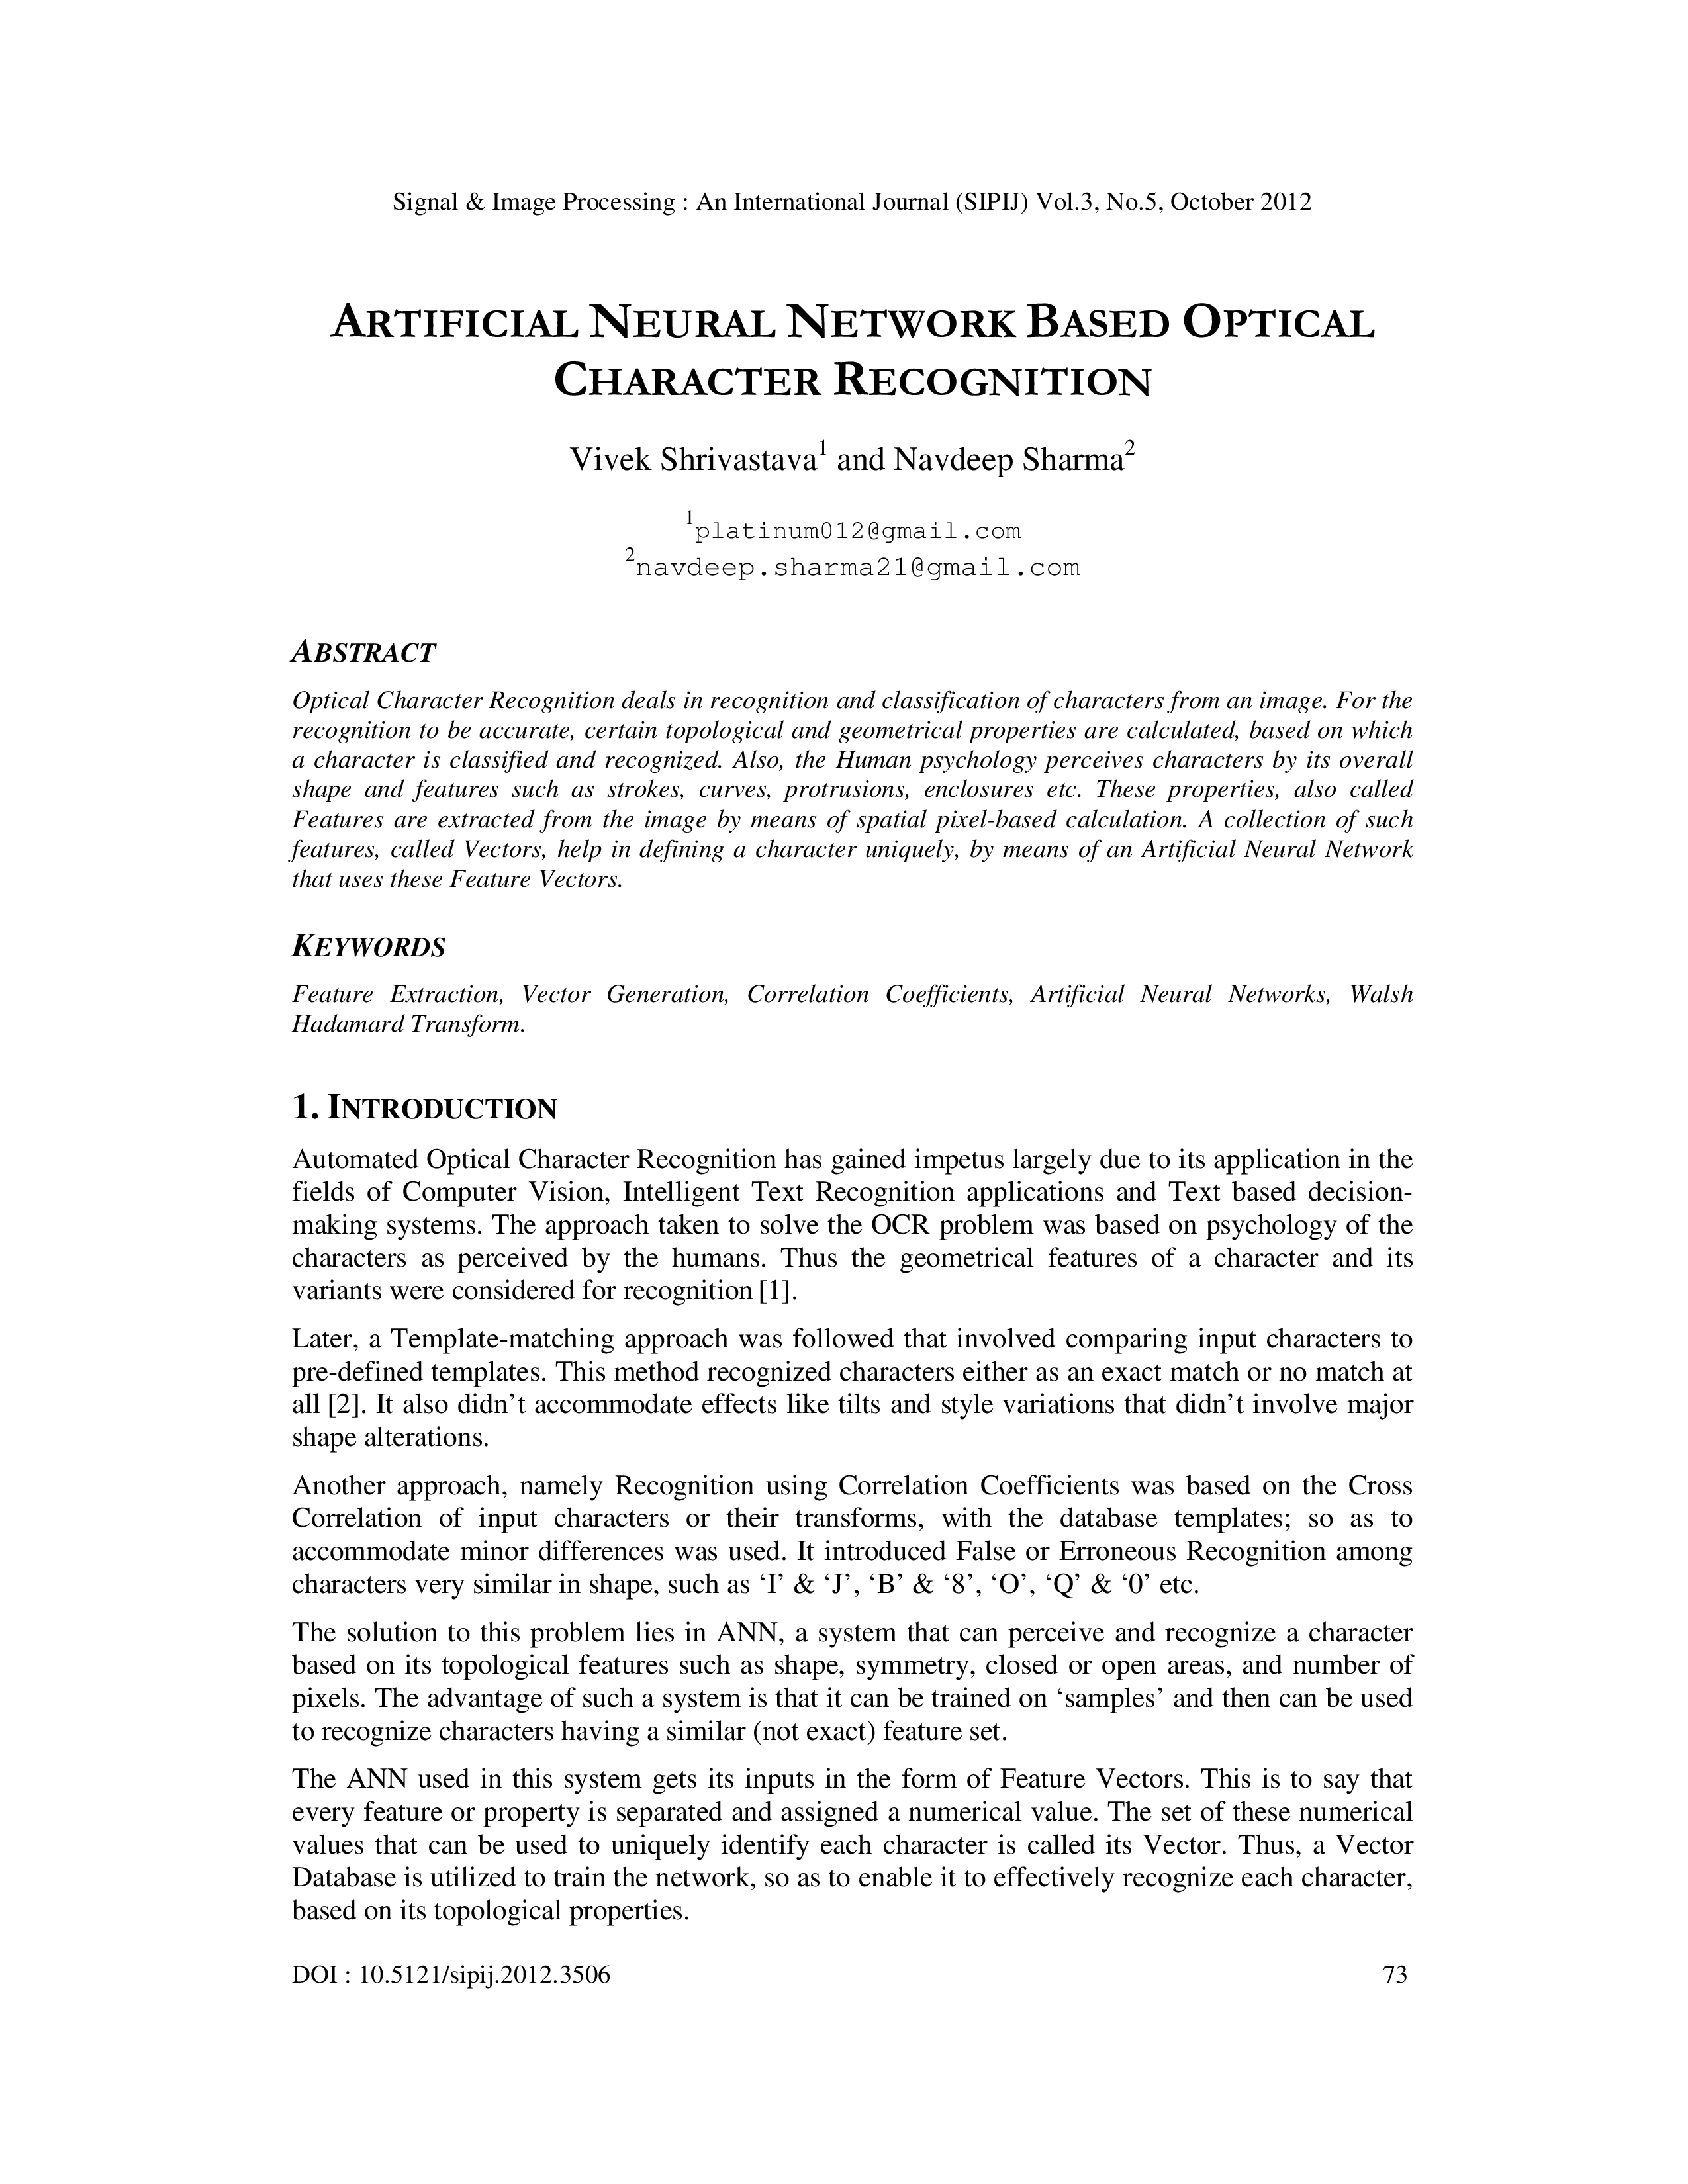 Signal & Image Processing : An International Journal (SIPIJ) Vol.3, No.5, October 2012
ARTIFICIAL NEURAL NETWORK BASED OPTICAL
CHARACTER RECOGNITION
Vivek Shrivastava1 and Navdeep Sharma2
1platinum012@gmail.com
2navdeep.sharma21@gmail.com
ABSTRACT
Optical Character Recognition deals in recognition and classification of characters from an image. For the
recognition to be accurate, certain topological and geometrical properties are calculated, based on which
a character is classified and recognized. Also, the Human psychology perceives characters by its overall
shape and features such as strokes, curves, protrusions, enclosures etc. These properties, also called
Features are extracted from the image by means of spatial pixel-based calculation. A collection of such
features, called Vectors, help in defining a character uniquely, by means of an Artificial Neural Network
that uses these Feature Vectors.
KEYWORDS
Feature Extraction, Vector Generation, Correlation Coefficients, Artificial Neural Networks, Walsh
Hadamard Transform.
1. INTRODUCTION
Automated Optical Character Recognition has gained impetus largely due to its application in the
fields of Computer Vision, Intelligent Text Recognition applications and Text based decision-
making systems. The approach taken to solve the OCR problem was based on psychology of the
characters as perceived by the humans. Thus the geometrical features of a character and its
variants were considered for recognition [1].
Later, a Template-matching approach was followed that involved comparing input characters to
pre-defined templates. This method recognized characters either as an exact match or no match at
all [2]. It also didn’t accommodate effects like tilts and style variations that didn’t involve major
shape alterations.
Another approach, namely Recognition using Correlation Coefficients was based on the Cross
Correlation of input characters or their transforms, with the database templates; so as to
accommodate minor differences was used. It introduced False or Erroneous Recognition among
characters very similar in shape, such as ‘I’ & ‘J’, ‘B’ & ‘8’, ‘O’, ‘Q’ & ‘0’ etc.
The solution to this problem lies in ANN, a system that can perceive and recognize a character
based on its topological features such as shape, symmetry, closed or open areas, and number of
pixels. The advantage of such a system is that it can be trained on ‘samples’ and then can be used
to recognize characters having a similar (not exact) feature set.
The ANN used in this system gets its inputs in the form of Feature Vectors. This is to say that
every feature or property is separated and assigned a numerical value. The set of these numerical
values that can be used to uniquely identify each character is called its Vector. Thus, a Vector
Database is utilized to train the network, so as to enable it to effectively recognize each character,
based on its topological properties.
DOI : 10.5121/sipij.2012.3506 73